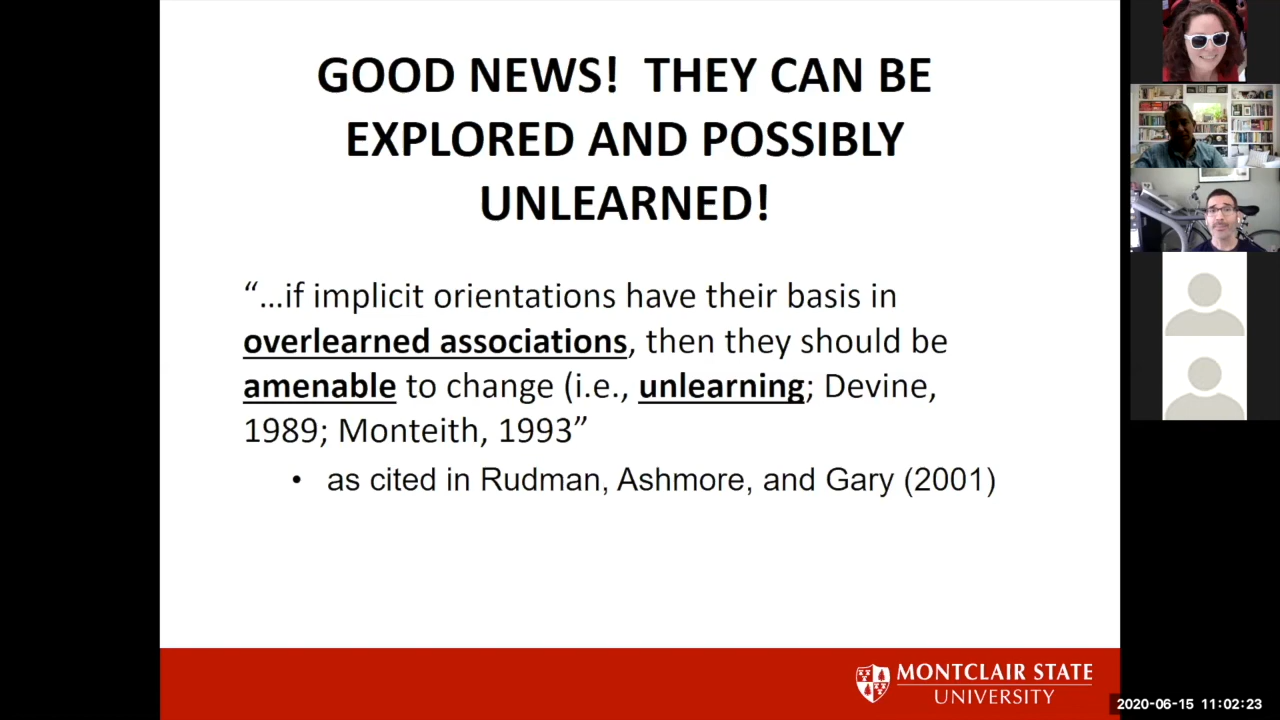 GOOD NEWS!  THEY CAN BE
EXPLORED AND POSSIBLY
UNLEARNED!
“…if implicit orientations have their basis in
overlearned associations, then they should be
amenable to change (i.e., unlearning; Devine,
1989; Monteith, 1993”
• as cited in Rudman, Ashmore, and Gary (2001)
MONTCLAIR STATE
UNIVERSITY
2020-06-15 11:02:23